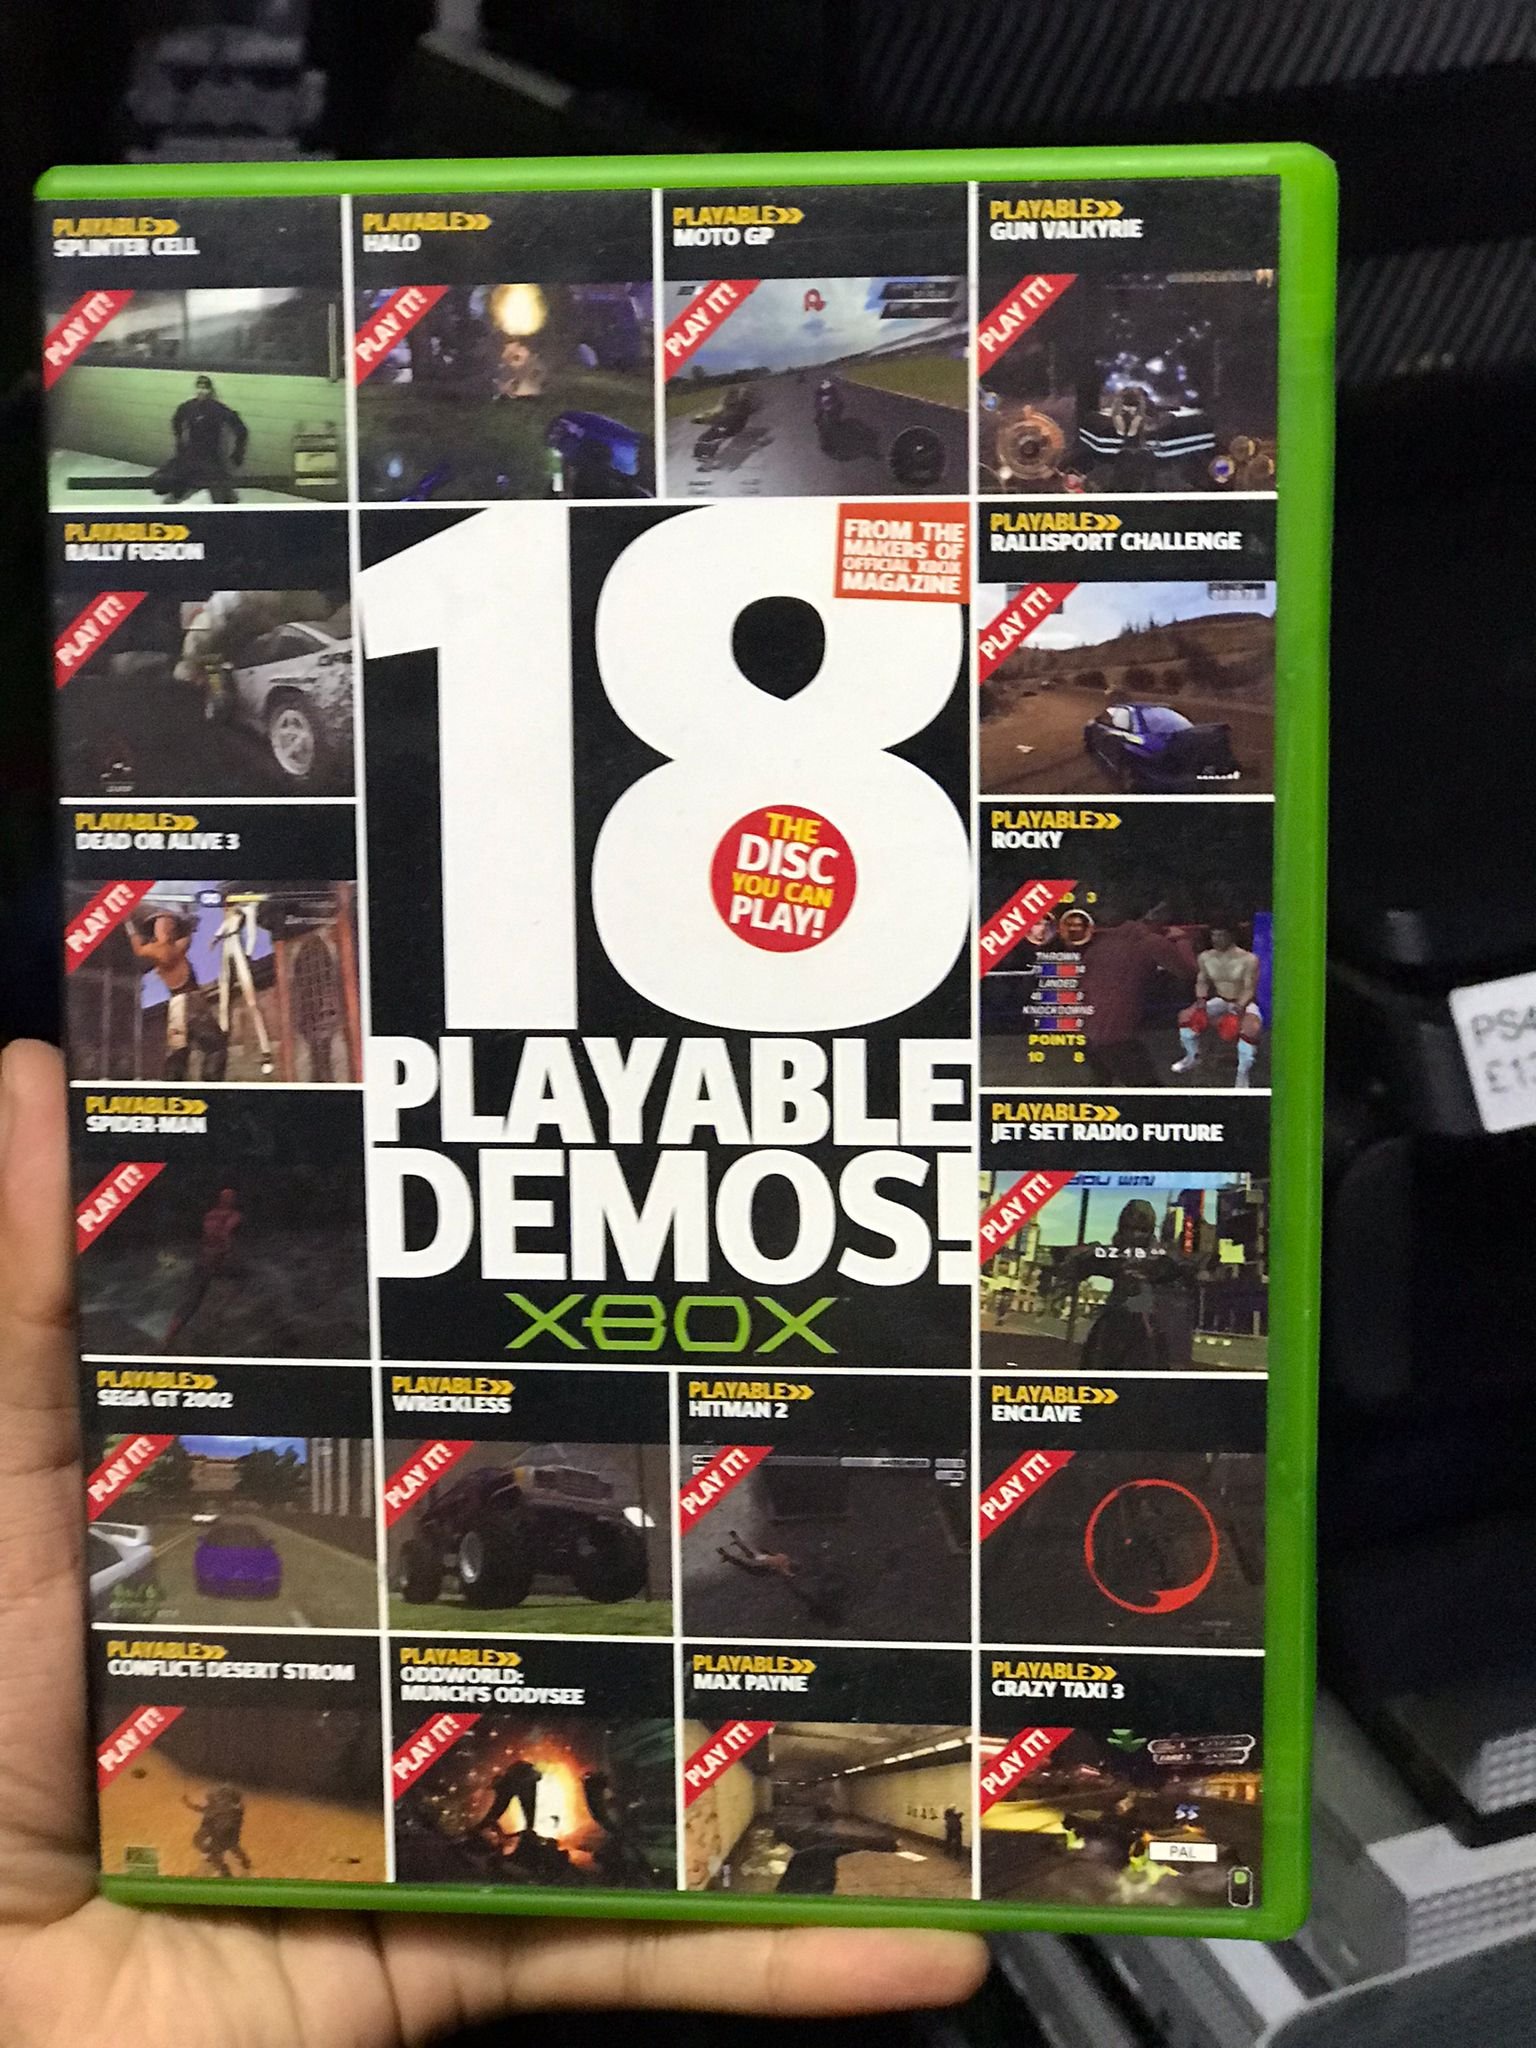 PLAYABLE>>
SPLINTER CELL
PLAY IT!
PLAYABLE>>
HALO
PLAY IT!
PLAYABLE>>
MOTO GP
PLAY IT!
PLAYABLE>>
GUN VALKYRIE
PLAY IT!
PLAYABLE>>
RALLY FUSION
PLAY IT!
18
FROM THE
MAKERS OF
OFFICIAL XBOX
MAGAZINE
THE
DISC
YOU CAN
PLAY!
PLAYABLE
DEMOS!
XBOX
PLAYABLE>>
RALLISPORT CHALLENGE
PLAY IT!
PLAYABLE>>
DEAD OR ALIVE 3
PLAY IT!
PLAYABLE>>
ROCKY
PLAY IT!
3
THROWN
LANDED
KNOCKDOWNS
POINTS
10 8
PLAYABLE>>
SPIDER-MAN
PLAY IT!
PLAYABLE>>
JET SET RADIO FUTURE
PLAY IT!
WIN
PLAYABLE>>
SEGA GT 2002
PLAY IT!
PLAYABLE>>
WRECKLESS
PLAY IT!
PLAYABLE>>
HITMAN 2
PLAY IT!
PLAYABLE>>
ENCLAVE
PLAY IT!
PLAYABLE>>
CONFLICT: DESERT STROM
PLAY IT!
PLAYABLE>>
ODDWORLD:
MUNCH'S ODDYSEE
PLAY IT!
PLAYABLE>>
MAX PAYNE
PLAY IT!
PLAYABLE>>
CRAZY TAXI 3
PLAY IT!
55
PAL
PS4